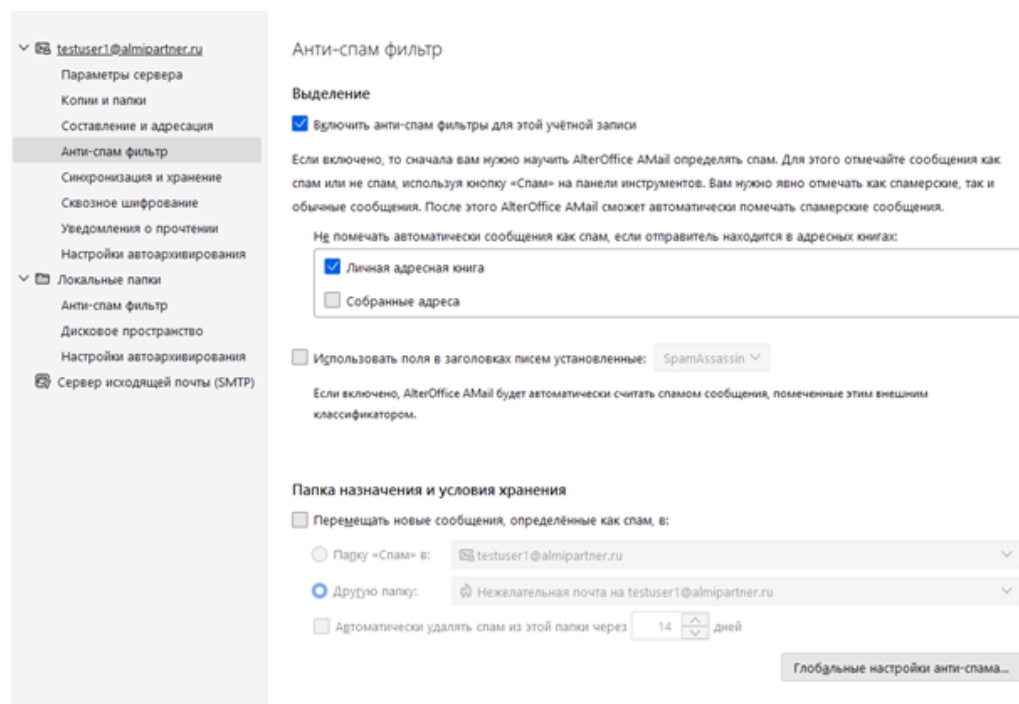 testuser1@almipartner.ru
Параметры сервера
Копии и папки
Составление и адресация
Анти-спам фильтр
Синхронизация и хранение
Сквозное шифрование
Уведомления о прочтении
Настройки автоархивирования
Локальные папки
Анти-спам фильтр
Дисковое пространство
Настройки автоархивирования
Сервер исходящей почты (SMTP)
Анти-спам фильтр
Выделение
Включить анти-спам фильтры для этой учётной записи
Если включено, то сначала вам нужно научить AlterOffice AMail определять спам. Для этого отмечайте сообщения как
спам или не спам, используя кнопку «Спам» на панели инструментов. Вам нужно явно отмечать как спамерские, так и
обычные сообщения. После этого AlterOffice AMail сможет автоматически помечать спамерские сообщения.
Не помечать автоматически сообщения как спам, если отправитель находится в адресных книгах:
Личная адресная книга
Собранные адреса
Использовать поля в заголовках писем установленные: SpamAssassin
Если включено, AlterOffice AMail будет автоматически считать спамом сообщения, помеченные этим внешним
классификатором.
Папка назначения и условия хранения
Перемещать новые сообщения, определённые как спам, в:
Папку «Спам» в: testuser1@almipartner.ru
Другую папку: Нежелательная почта на testuser1@almipartner.ru
Автоматически удалять спам из этой папки через 14 дней
Глобальные настройки анти-спама...